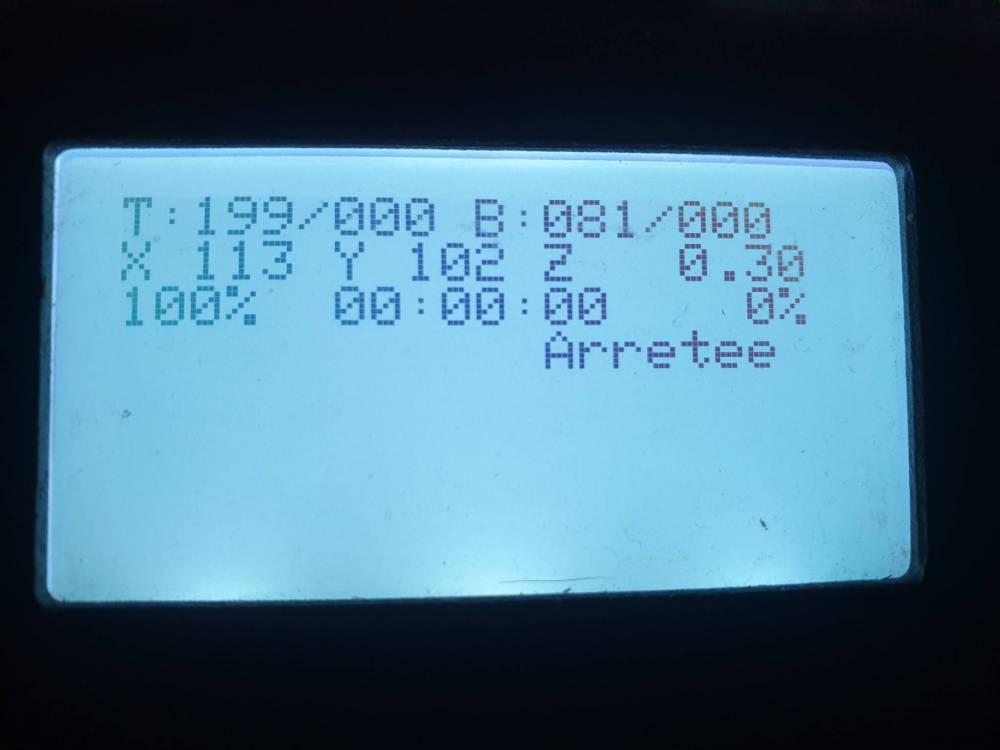 T:199/000 B:081/000
X 113 Y 102 Z 0.30
100% 00:00:00 0%
Arretee